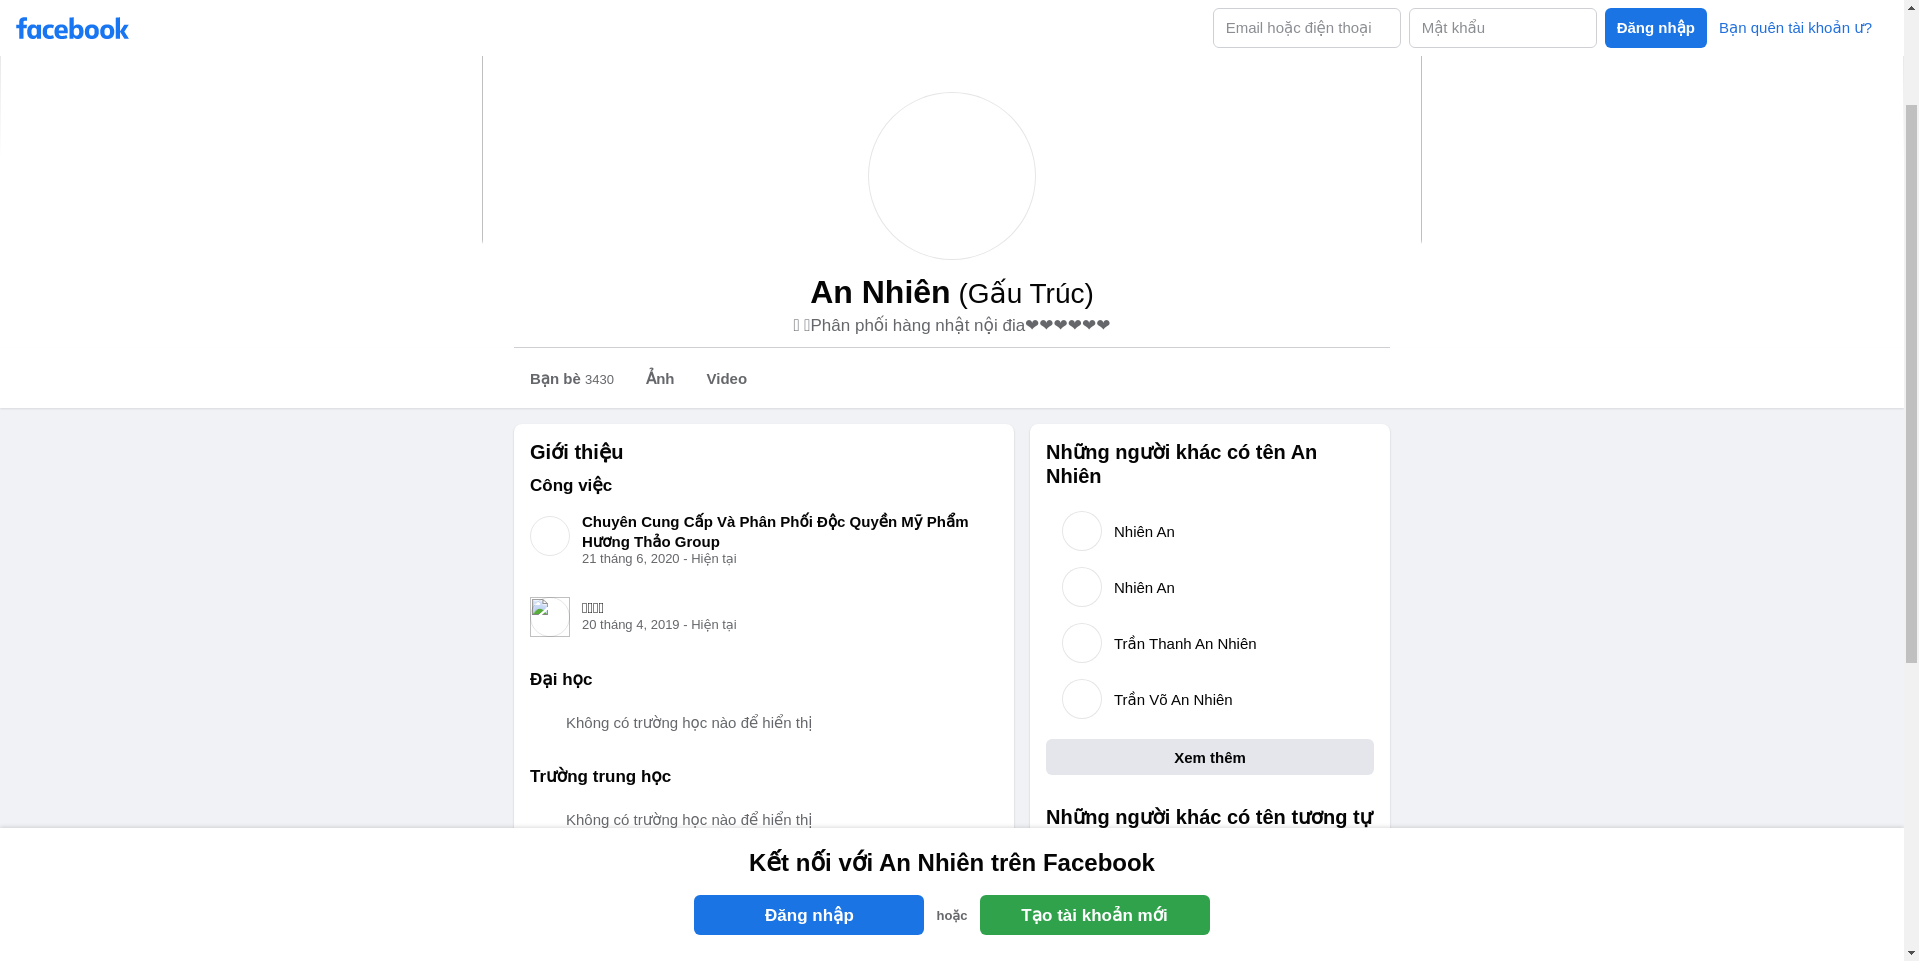 facebook
Email hoặc điện thoại
Mật khẩu
Đăng nhập
Bạn quên tài khoản ư?
An Nhiên (Gấu Trúc)
Phân phối hàng nhật nội đia❤❤❤❤❤❤
Bạn bè 3430
Ảnh
Video
Giới thiệu
Công việc
Chuyên Cung Cấp Và Phân Phối Độc Quyền Mỹ Phẩm
Hương Thảo Group
21 tháng 6, 2020 - Hiện tại
20 tháng 4, 2019 - Hiện tại
Đại học
Không có trường học nào để hiển thị
Trường trung học
Không có trường học nào để hiển thị
Những người khác có tên An
Nhiên
Nhiên An
Nhiên An
Trần Thanh An Nhiên
Trần Võ An Nhiên
Xem thêm
Những người khác có tên tương tự
Kết nối với An Nhiên trên Facebook
Đăng nhập
hoặc
Tạo tài khoản mới